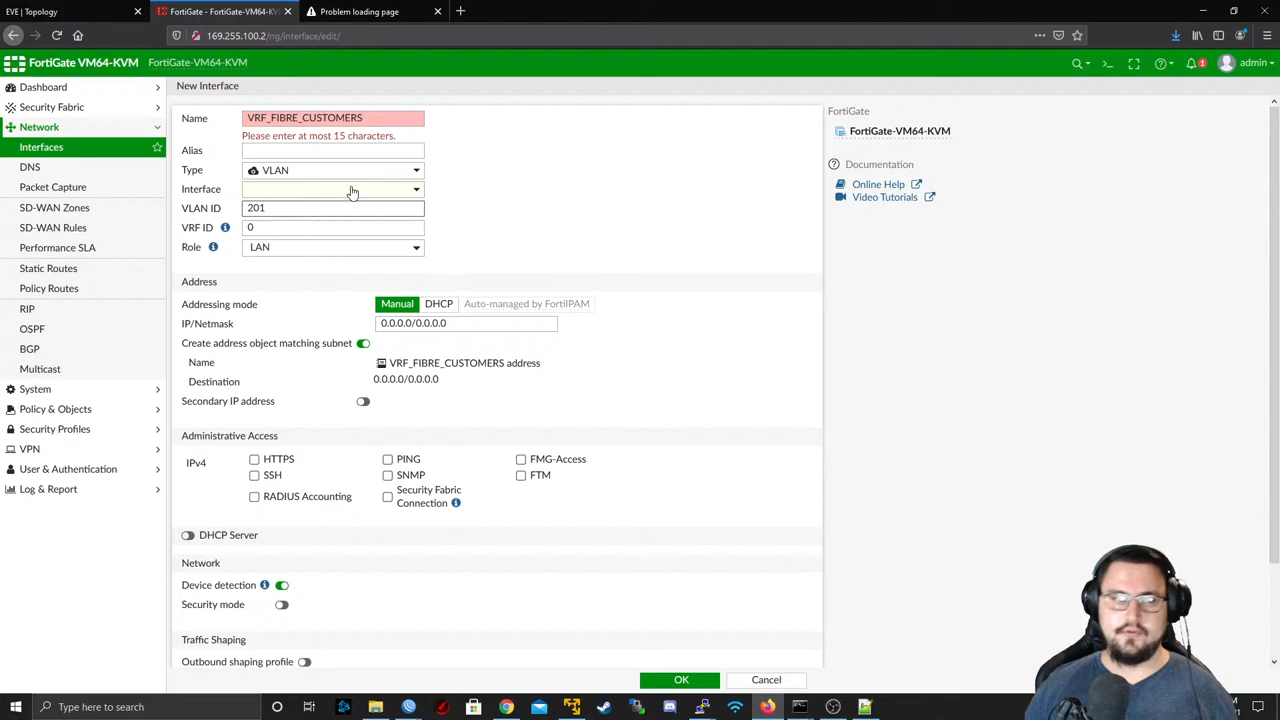 EVE | Topology
FortiGate - FortiGate-VM64-KV
Problem loading page
169.255.100.2/ng/interface/edit/
FortiGate VM64-KVM
FortiGate-VM64-KVM
1
admin
Dashboard
Security Fabric
Network
Interfaces
DNS
Packet Capture
SD-WAN Zones
SD-WAN Rules
Performance SLA
Static Routes
Policy Routes
RIP
OSPF
BGP
Multicast
System
Policy & Objects
Security Profiles
VPN
User & Authentication
Log & Report
New Interface
Name VRF_FIBRE_CUSTOMERS
Please enter at most 15 characters.
Alias
Type VLAN
Interface
VLAN ID 201
VRF ID 0
Role LAN
Address
Addressing mode Manual DHCP Auto-managed by FortiIPAM
IP/Netmask 0.0.0.0/0.0.0.0
Create address object matching subnet
Name VRF_FIBRE_CUSTOMERS address
Destination 0.0.0.0/0.0.0.0
Secondary IP address
Administrative Access
IPv4 HTTPS PING FMG-Access
SSH SNMP FTM
RADIUS Accounting Security Fabric Connection
DHCP Server
Network
Device detection
Security mode
Traffic Shaping
Outbound shaping profile
OK Cancel
FortiGate
FortiGate-VM64-KVM
Documentation
Online Help
Video Tutorials
Type here to search